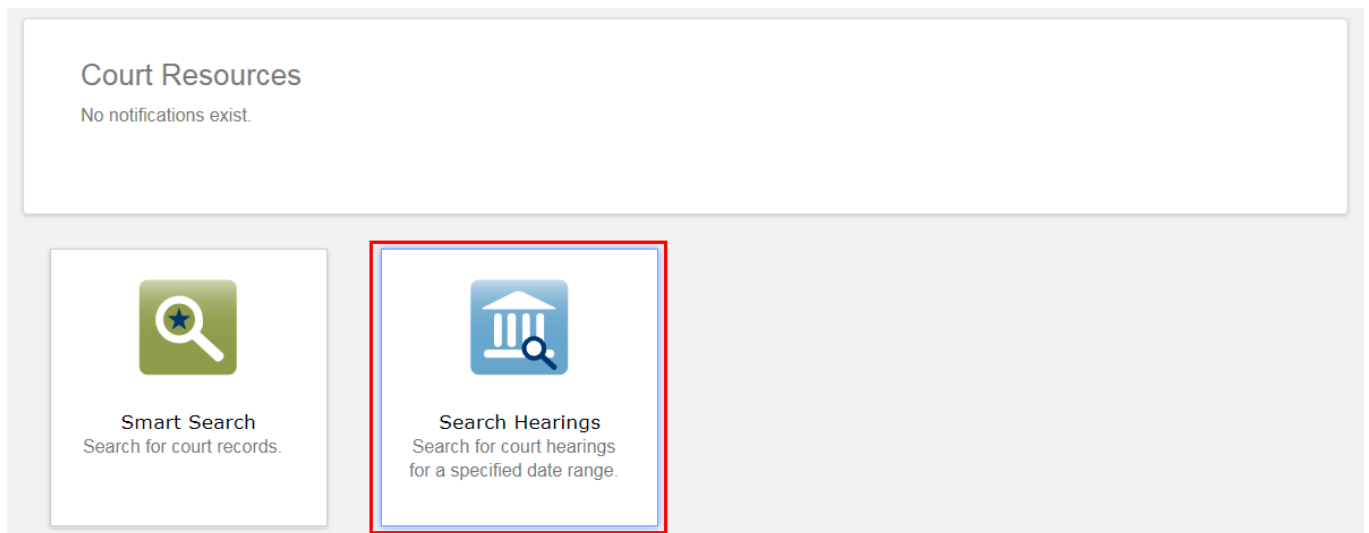 Court Resources
No notifications exist.
Smart Search
Search for court records.
Search Hearings
Search for court hearings
for a specified date range.